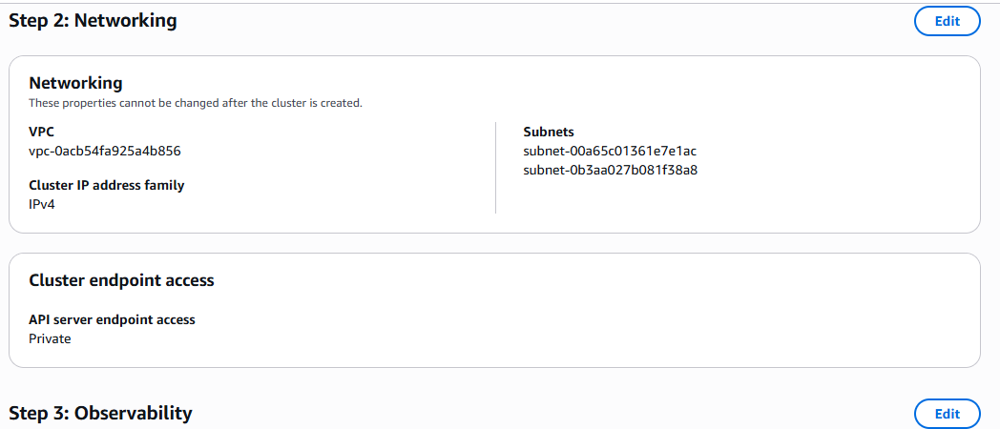 Step 2: Networking
Edit
Networking
These properties cannot be changed after the cluster is created.
VPC
vpc-0acb54fa925a4b856
Cluster IP address family
IPv4
Subnets
subnet-00a65c01361e7e1ac
subnet-0b3aa027b081f38a8
Cluster endpoint access
API server endpoint access
Private
Step 3: Observability
Edit